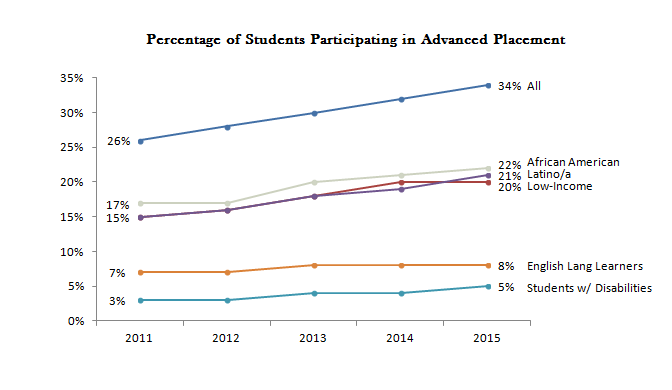 Percentage of Students Participating in Advanced Placement
35%
30%
25%
20%
15%
10%
5%
0%
26%
17%
15%
7%
3%
34% All
22% African American
21% Latino/a
20% Low-Income
8% English Lang Learners
5% Students w/ Disabilities
2011 2012 2013 2014 2015